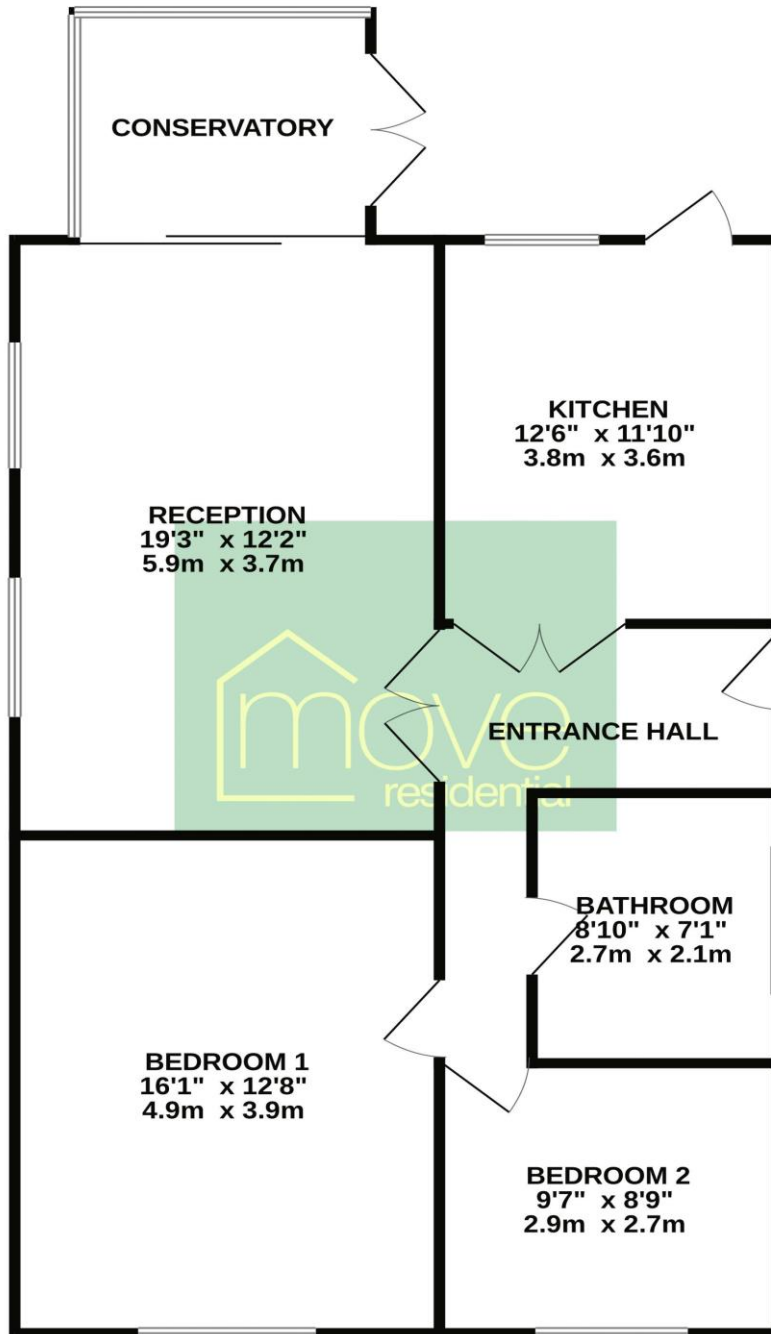 CONSERVATORY
KITCHEN
12'6" x 11'10"
3.8m x 3.6m
RECEPTION
19'3" x 12'2"
5.9m x 3.7m
move
residential
ENTRANCE HALL
BATHROOM
8'10" x 7'1"
2.7m x 2.1m
BEDROOM 1
16'1" x 12'8"
4.9m x 3.9m
BEDROOM 2
9'7" x 8'9"
2.9m x 2.7m